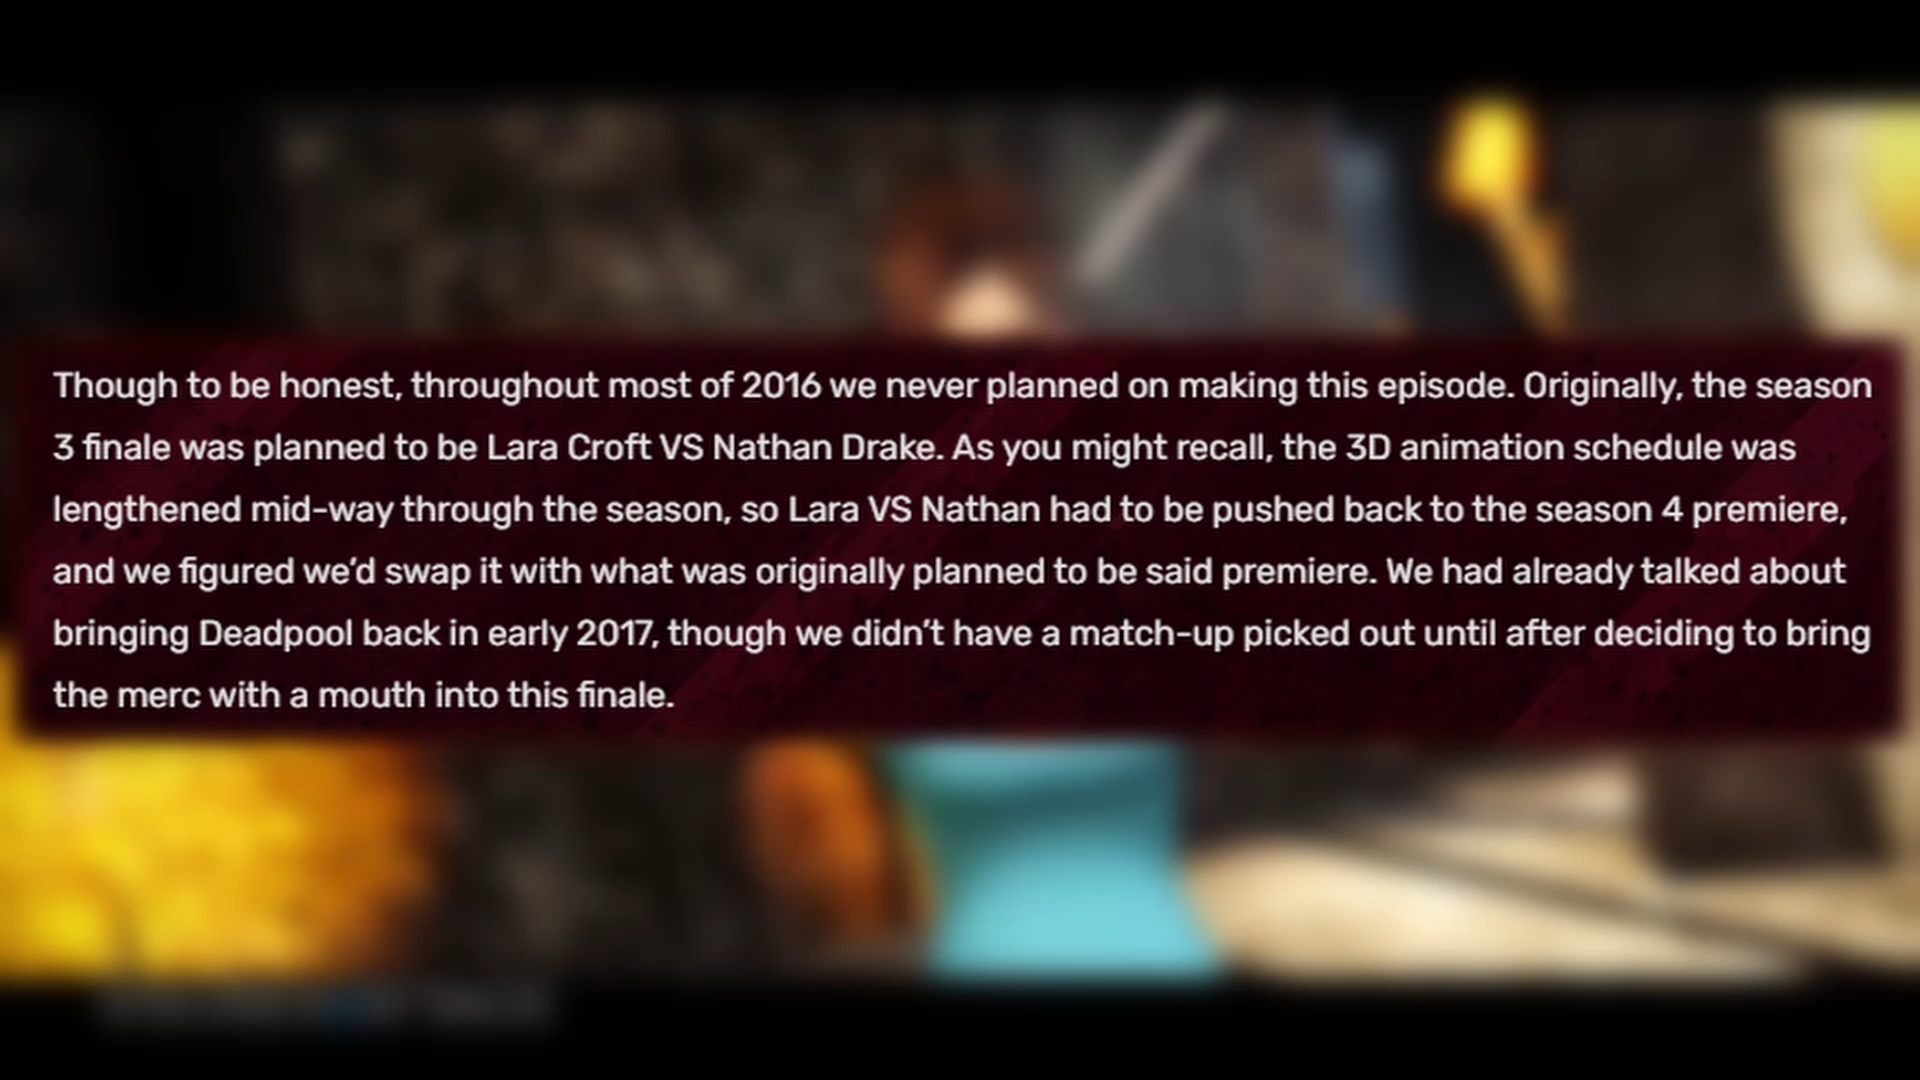 Though to be honest, throughout most of 2016 we never planned on making this episode. Originally, the season
3 finale was planned to be Lara Croft VS Nathan Drake. As you might recall, the 3D animation schedule was
lengthened mid-way through the season, so Lara VS Nathan had to be pushed back to the season 4 premiere,
and we figured we’d swap it with what was originally planned to be said premiere. We had already talked about
bringing Deadpool back in early 2017, though we didn’t have a match-up picked out until after deciding to bring
the merc with a mouth into this finale.